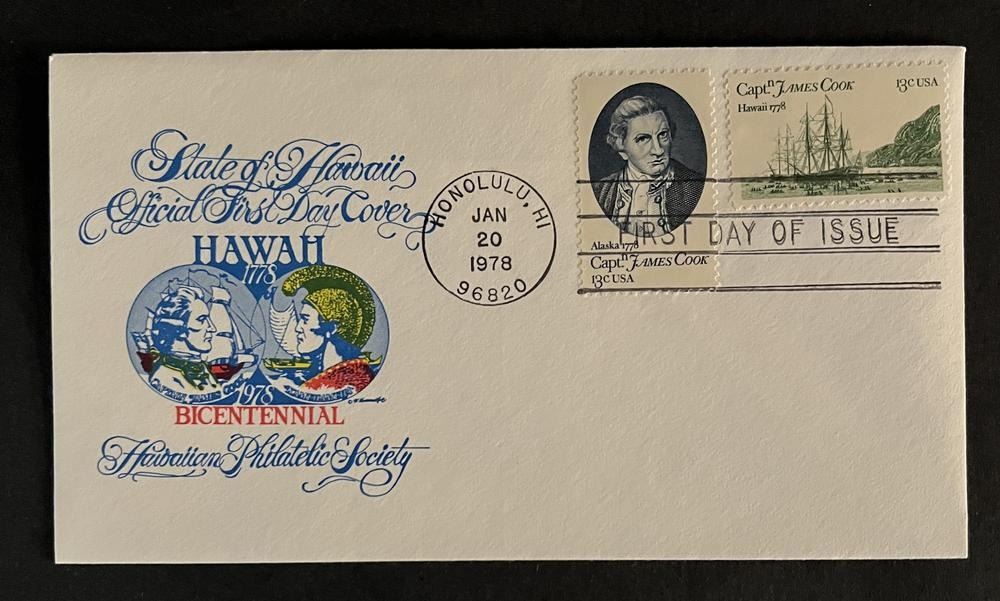 State of Hawaii
Official First Day Cover
HAWAII
1778
1978
BICENTENNIAL
Hawaiian Philatelic Society
HONOLULU, HI
JAN
20
1978
96820
Alaska 1778
Captⁿ JAMES COOK
13c USA
Captⁿ JAMES COOK
13c USA
Hawaii 1778
FIRST DAY OF ISSUE